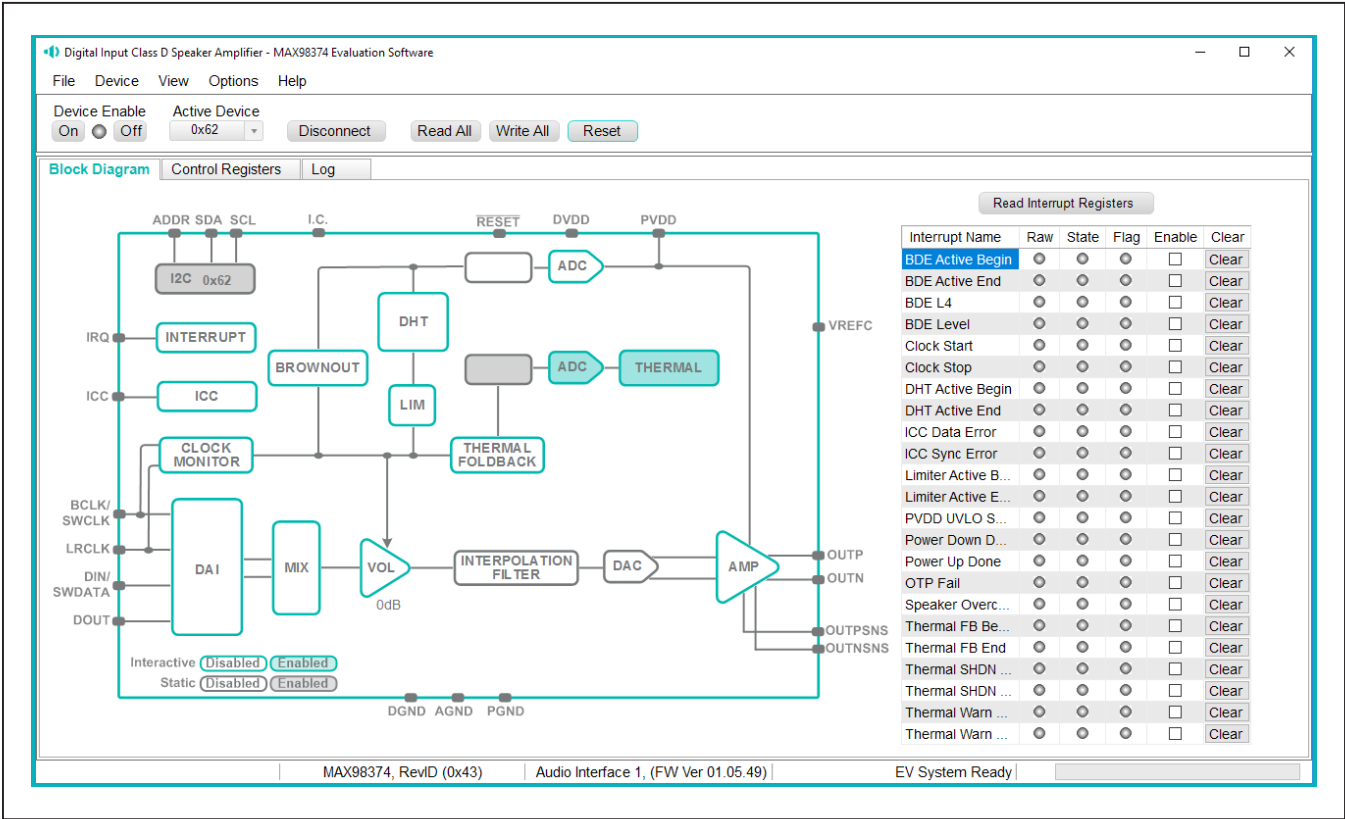 Digital Input Class D Speaker Amplifier - MAX98374 Evaluation Software
File Device View Options Help
Device Enable Active Device
On Off 0x62 Disconnect Read All Write All Reset
Block Diagram Control Registers Log
Read Interrupt Registers
ADDR SDA SCL I.C. RESET DVDD PVDD
I2C 0x62
ADC
DHT
IRQ INTERRUPT
VREFC
BROWNOUT
ADC THERMAL
ICC ICC
LIM
CLOCK
MONITOR
THERMAL
FOLDBACK
BCLK/
SWCLK
LRCLK
DIN/
SWDATA
DOUT
DAI MIX VOL
0dB
INTERPOLATION
FILTER
DAC AMP
OUTP
OUTN
OUTPSNS
OUTNSNS
Interactive Disabled Enabled
Static Disabled Enabled
DGND AGND PGND
Interrupt Name Raw State Flag Enable Clear
BDE Active Begin Clear
BDE Active End Clear
BDE L4 Clear
BDE Level Clear
Clock Start Clear
Clock Stop Clear
DHT Active Begin Clear
DHT Active End Clear
ICC Data Error Clear
ICC Sync Error Clear
Limiter Active B... Clear
Limiter Active E... Clear
PVDD UVLO S... Clear
Power Down D... Clear
Power Up Done Clear
OTP Fail Clear
Speaker Overc... Clear
Thermal FB Be... Clear
Thermal FB End Clear
Thermal SHDN ... Clear
Thermal SHDN ... Clear
Thermal Warn ... Clear
Thermal Warn ... Clear
MAX98374, RevID (0x43) Audio Interface 1, (FW Ver 01.05.49) EV System Ready